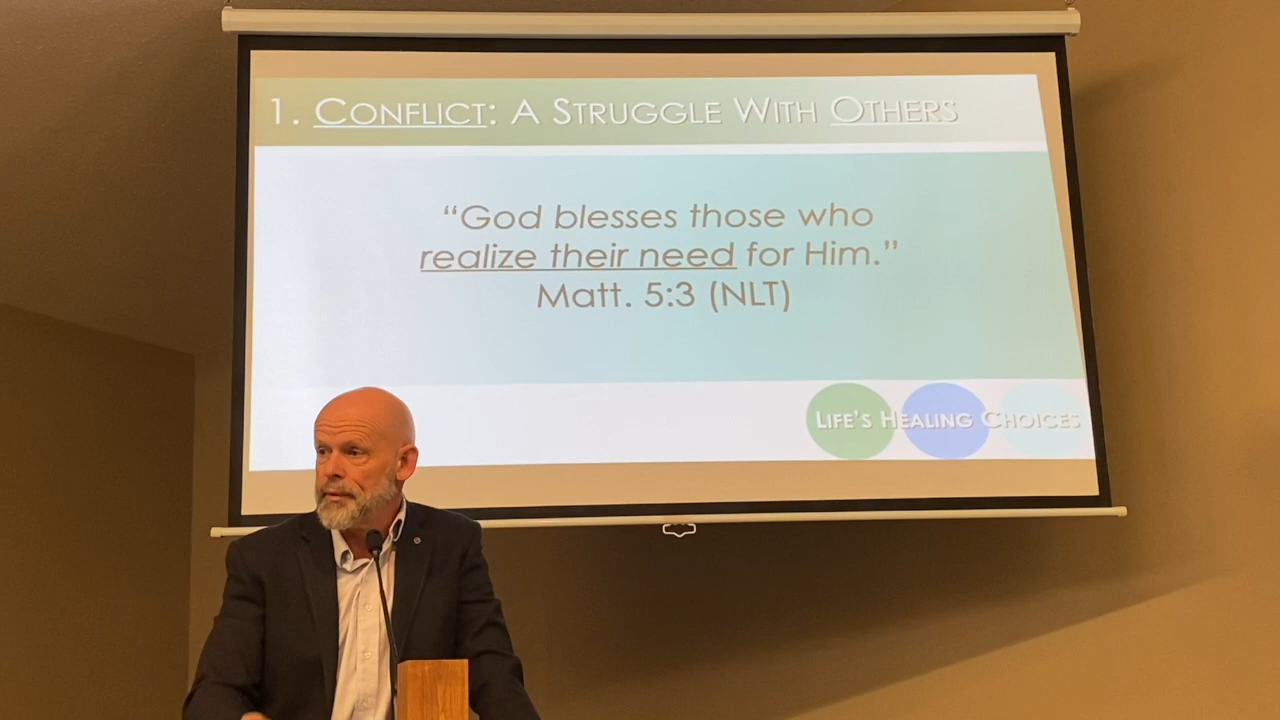 1. CONFLICT: A STRUGGLE WITH OTHERS
“God blesses those who
realize their need for Him.”
Matt. 5:3 (NLT)
LIFE'S HEALING CHOICES